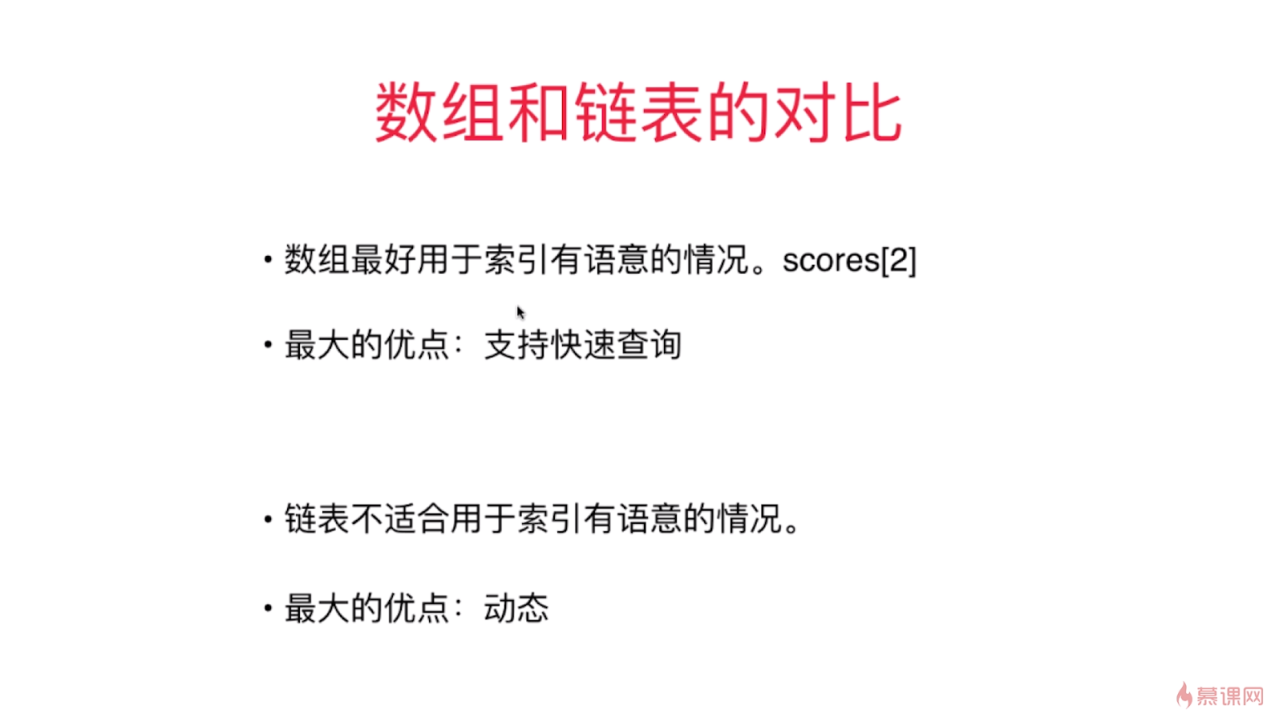 数组和链表的对比
• 数组最好用于索引有语意的情况。scores[2]
• 最大的优点：支持快速查询
• 链表不适合用于索引有语意的情况。
• 最大的优点：动态
慕课网